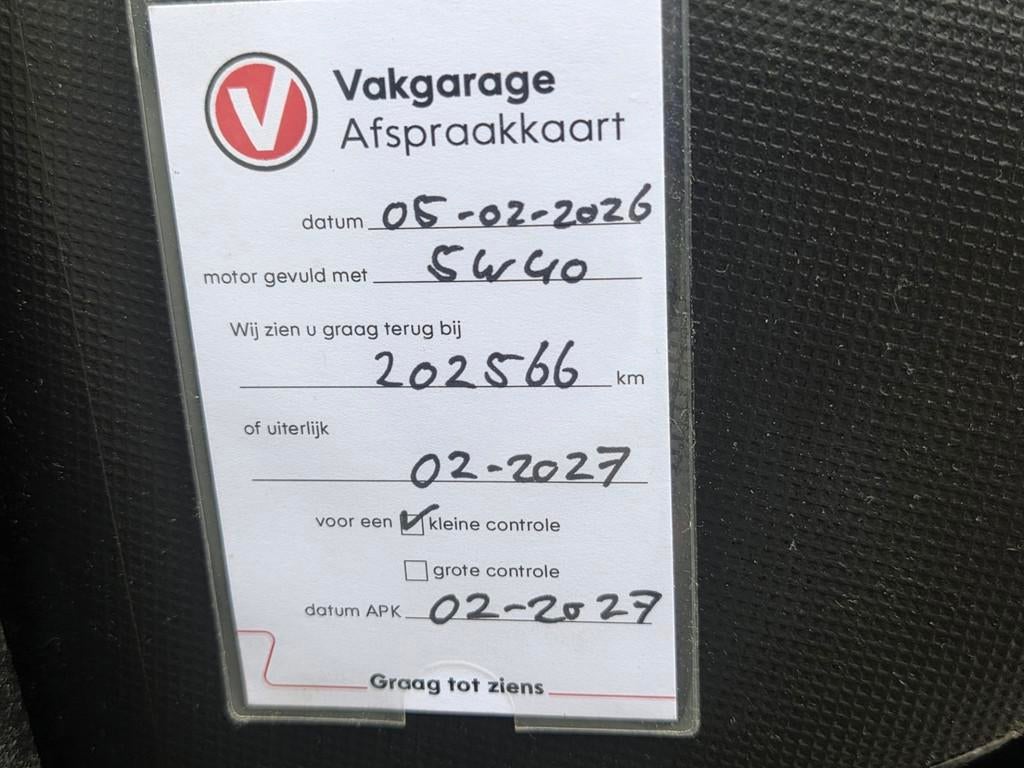 V
Vakgarage
Afspraakkaart
datum 05-02-2026
motor gevuld met 5W40
Wij zien u graag terug bij
202566 km
of uiterlijk
02-2027
voor een ✓ kleine controle
grote controle
datum APK 02-2027
Graag tot ziens